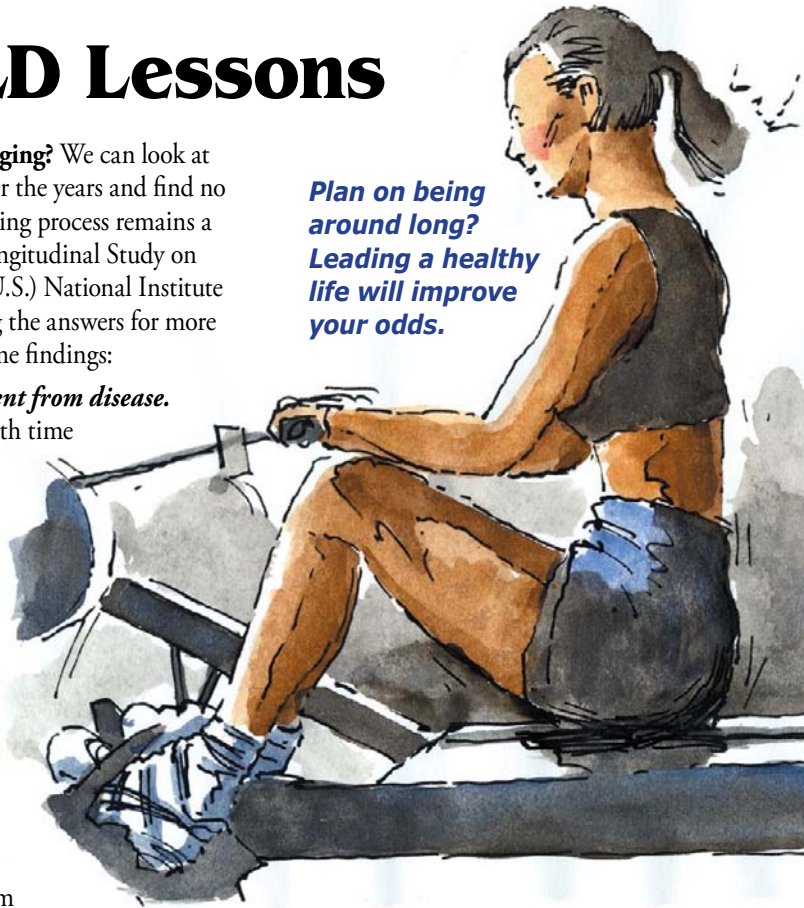 LD Lessons
ging? We can look at
er the years and find no
ing process remains a
ngitudinal Study on
U.S.) National Institute
g the answers for more
ne findings:
ent from disease.
th time
m
Plan on being
around long?
Leading a healthy
life will improve
your odds.